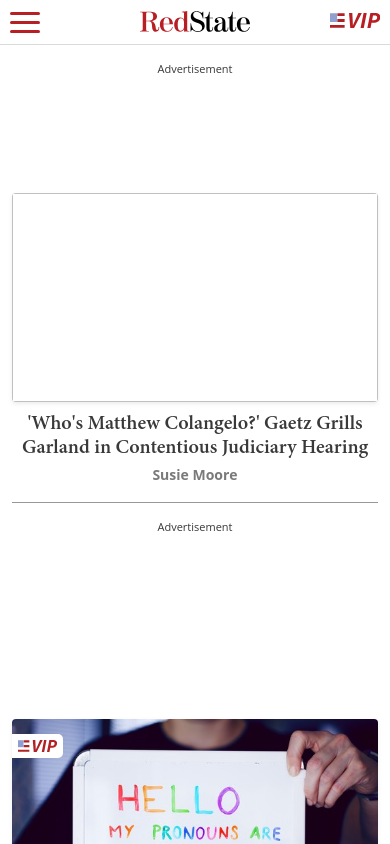 RedState
VIP
Advertisement
'Who's Matthew Colangelo?' Gaetz Grills
Garland in Contentious Judiciary Hearing
Susie Moore
Advertisement
VIP
HELLO
MY PRONOUNS ARE